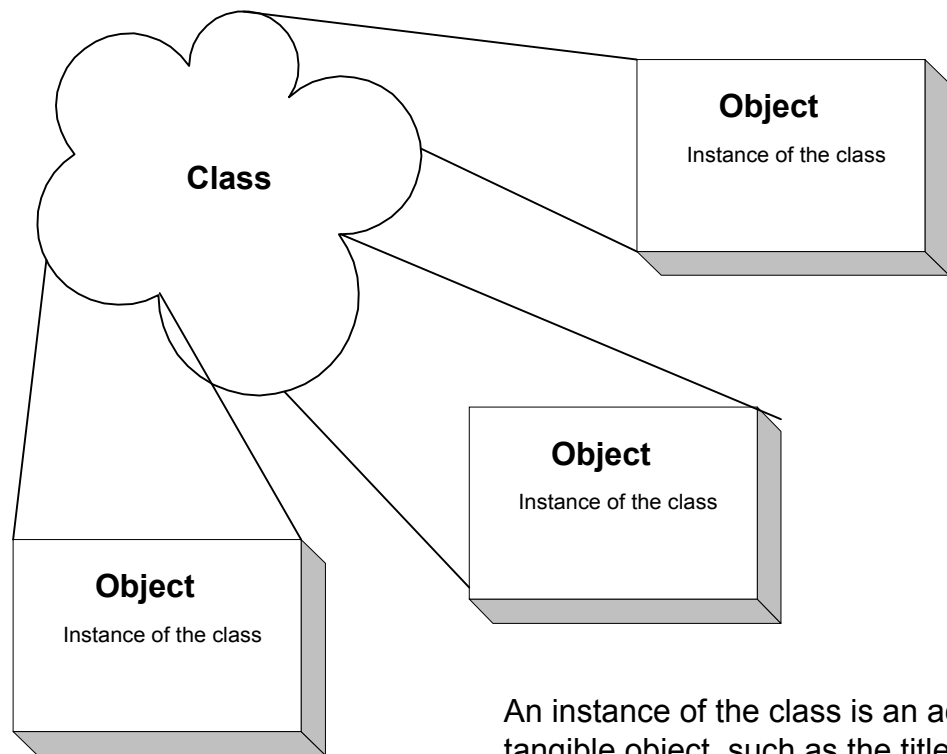 Class
Object
Instance of the class
Object
Instance of the class
Object
Instance of the class
An instance of the class is an
tangible object, such as the title